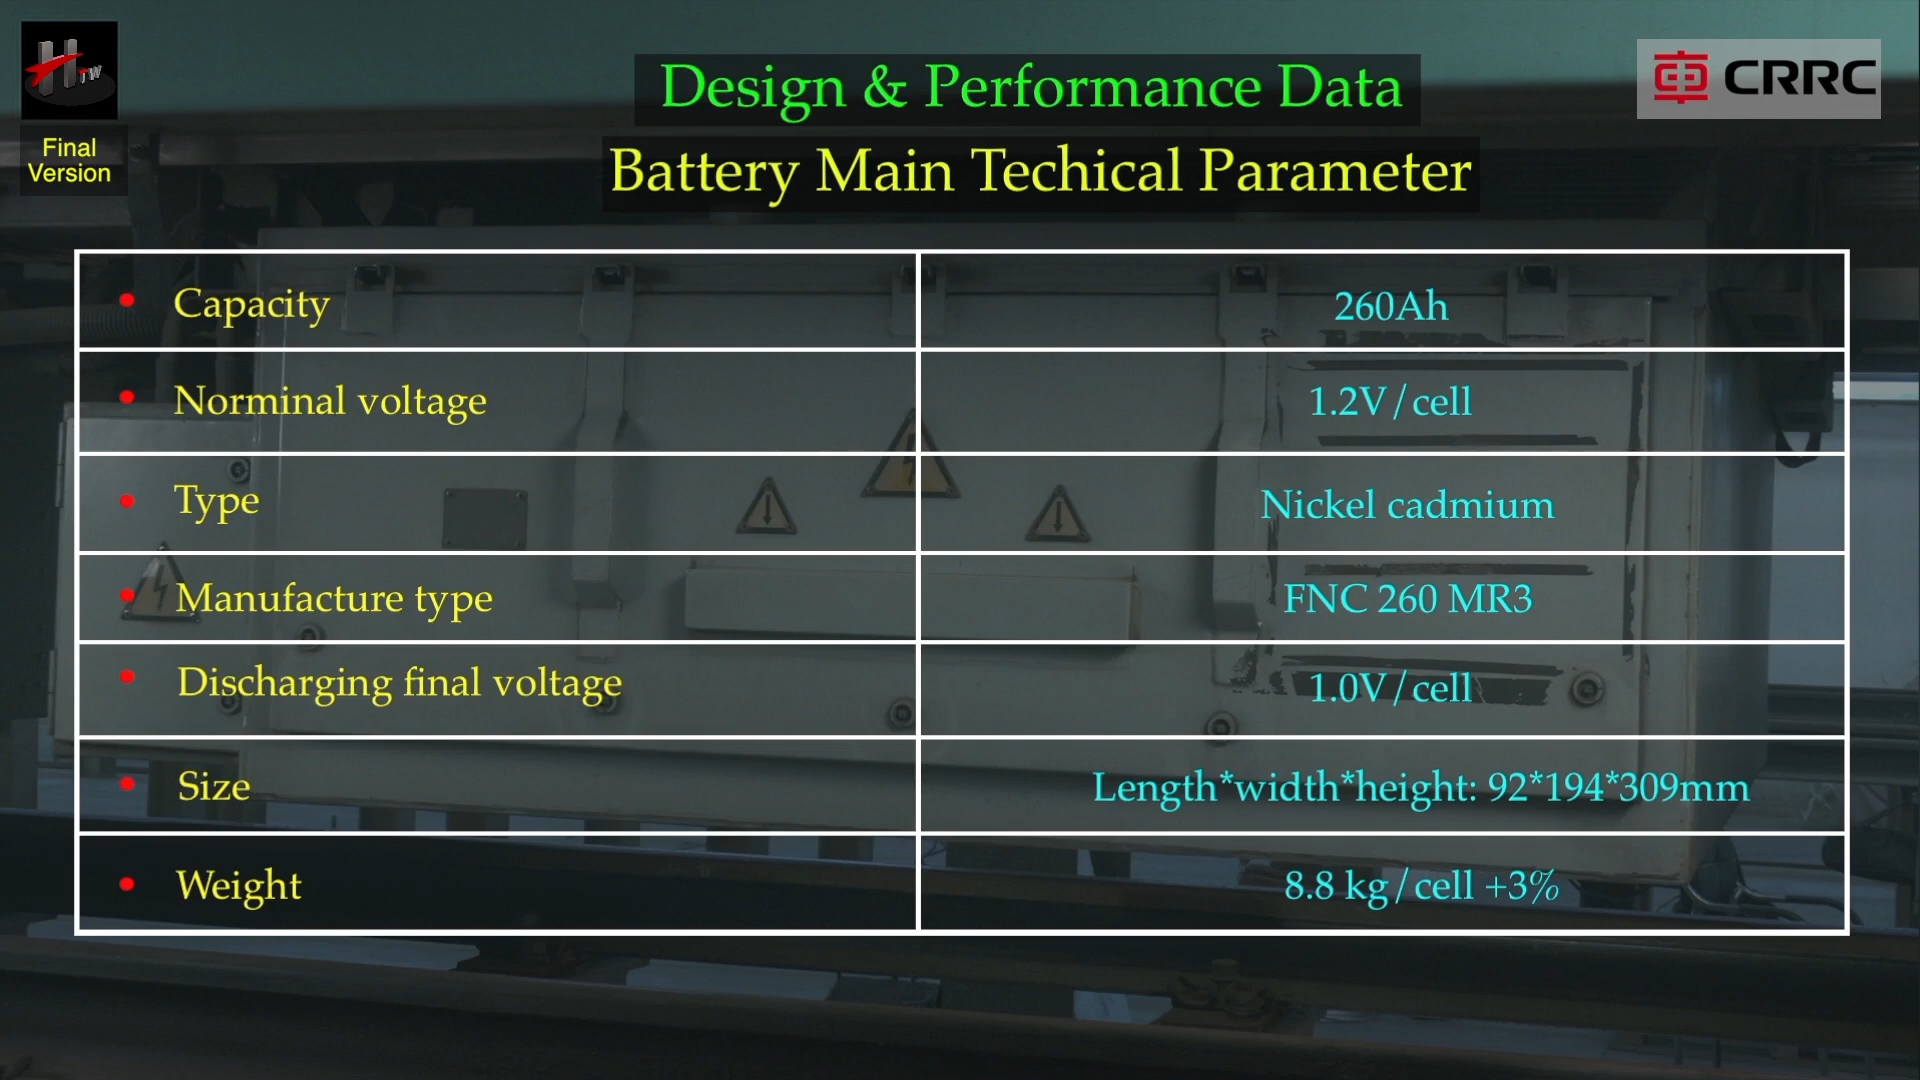 HTW
Final
Version
Design & Performance Data
CRRC
Battery Main Techical Parameter
Capacity 260Ah
Norminal voltage 1.2V/cell
Type Nickel cadmium
Manufacture type FNC 260 MR3
Discharging final voltage 1.0V/cell
Size Length*width*height: 92*194*309mm
Weight 8.8 kg/cell +3%